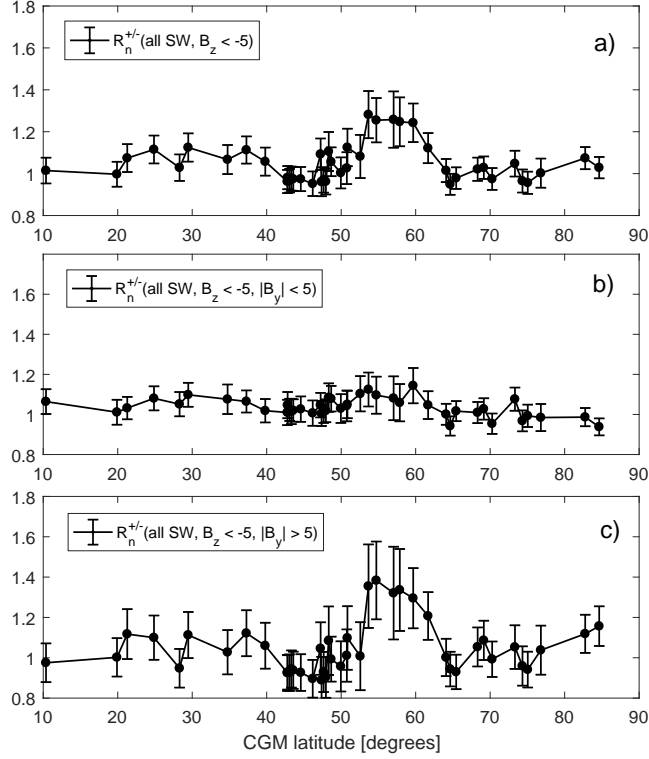 1.8
1.6
1.4
1.2
1
0.8
R_n^{+/-}(all SW, B_z < -5)
a)
10 20 30 40 50 60 70 80 90
1.6
1.4
1.2
1
0.8
R_n^{+/-}(all SW, B_z < -5, |B_y| < 5)
b)
10 20 30 40 50 60 70 80 90
1.8
1.6
1.4
1.2
1
0.8
R_n^{+/-}(all SW, B_z < -5, |B_y| > 5)
c)
10 20 30 40 50 60 70 80 90
CGM latitude [degrees]